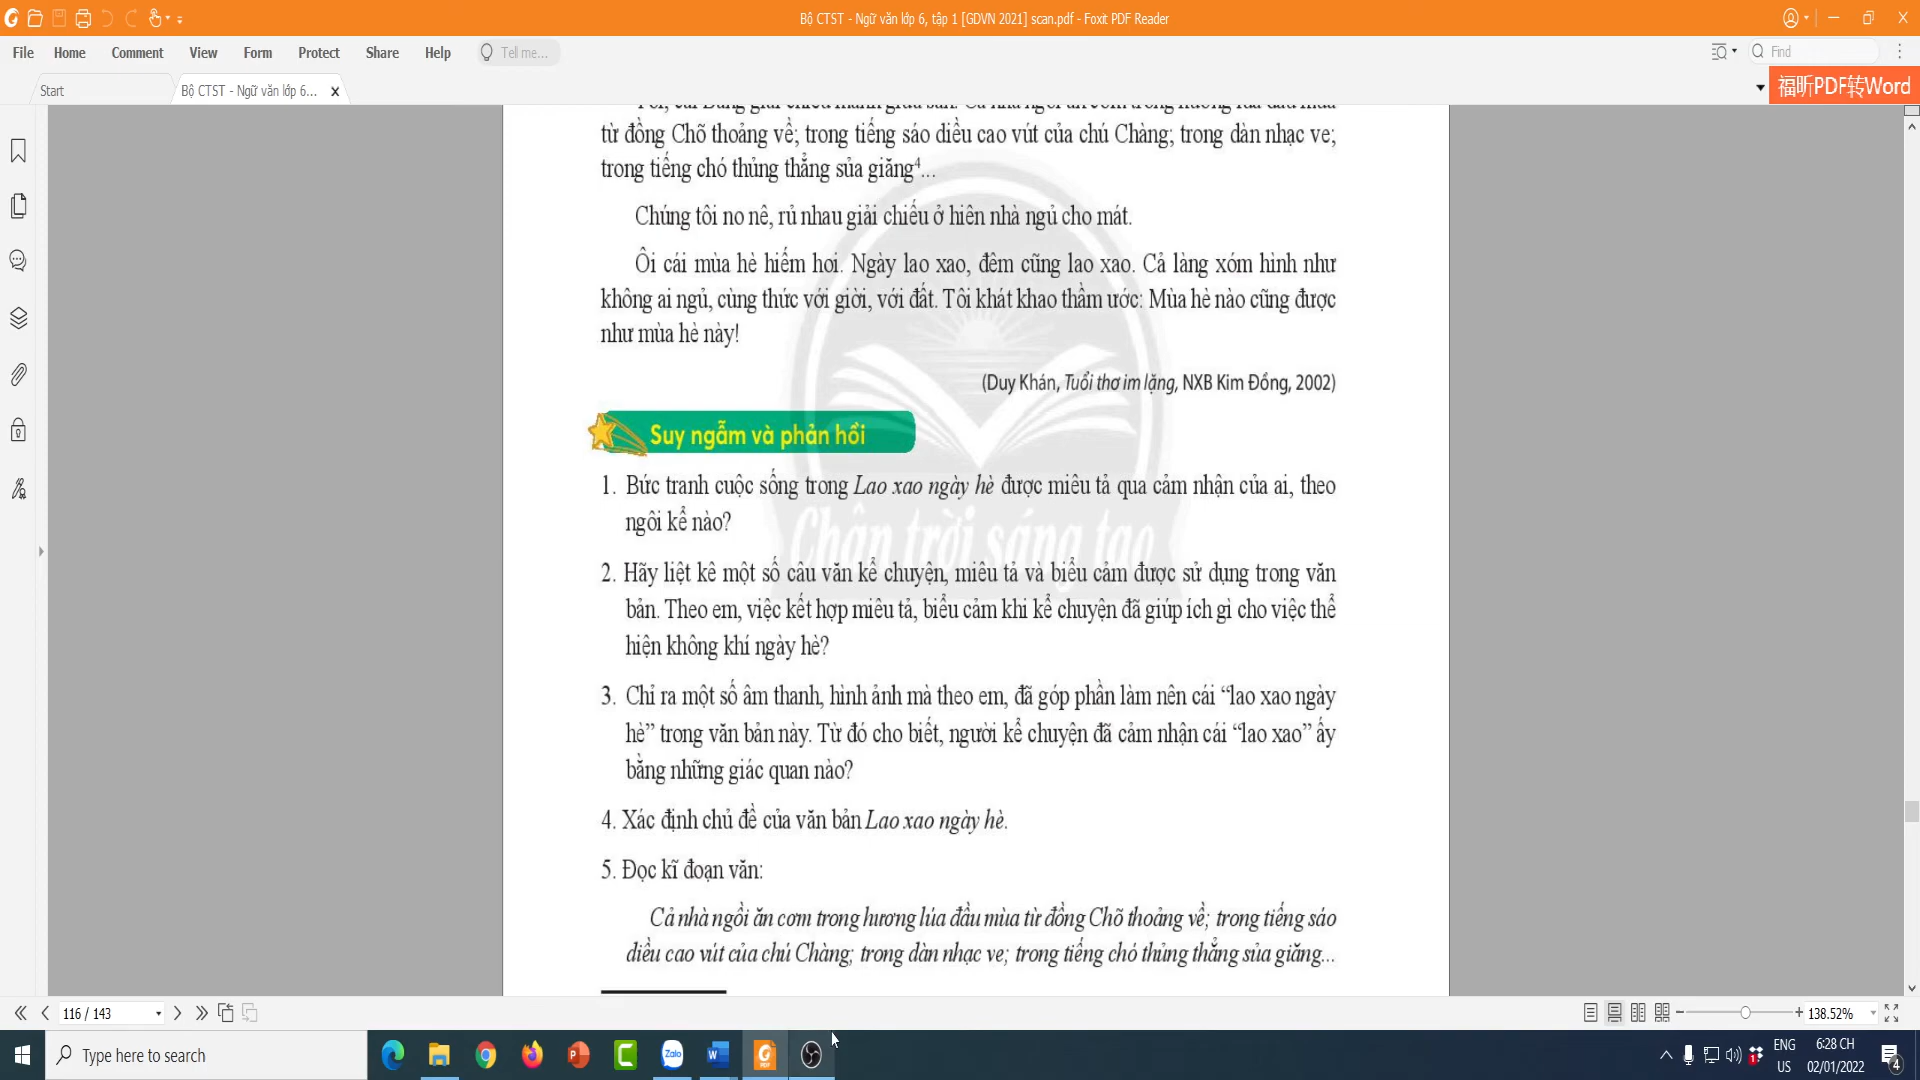 Bộ CTST - Ngữ văn lớp 6, tập 1 [GDVN 2021] scan.pdf - Foxit PDF Reader
File Home Comment View Form Protect Share Help Tell me... Find
Start Bộ CTST - Ngữ văn lớp 6... 福昕PDF转Word
từ đồng Chõ thoảng về; trong tiếng sáo diều cao vút của chú Chàng; trong dàn nhạc ve;
trong tiếng chó thủng thẳng sủa giăng⁴...
Chúng tôi no nê, rủ nhau giải chiếu ở hiên nhà ngủ cho mát.
Ôi cái mùa hè hiếm hoi. Ngày lao xao, đêm cũng lao xao. Cả làng xóm hình như
không ai ngủ, cùng thức với giời, với đất. Tôi khát khao thầm ước: Mùa hè nào cũng được
như mùa hè này!
(Duy Khán, Tuổi thơ im lặng, NXB Kim Đồng, 2002)
Suy ngẫm và phản hồi
1. Bức tranh cuộc sống trong Lao xao ngày hè được miêu tả qua cảm nhận của ai, theo
ngôi kể nào?
Chân trời sáng tạo
2. Hãy liệt kê một số câu văn kể chuyện, miêu tả và biểu cảm được sử dụng trong văn
bản. Theo em, việc kết hợp miêu tả, biểu cảm khi kể chuyện đã giúp ích gì cho việc thể
hiện không khí ngày hè?
3. Chỉ ra một số âm thanh, hình ảnh mà theo em, đã góp phần làm nên cái “lao xao ngày
hè” trong văn bản này. Từ đó cho biết, người kể chuyện đã cảm nhận cái “lao xao” ấy
bằng những giác quan nào?
4. Xác định chủ đề của văn bản Lao xao ngày hè.
5. Đọc kĩ đoạn văn:
Cả nhà ngồi ăn cơm trong hương lúa đầu mùa từ đồng Chõ thoảng về; trong tiếng sáo
diều cao vút của chú Chàng; trong dàn nhạc ve; trong tiếng chó thủng thẳng sủa giăng...
116 / 143 138.52%
Type here to search Zalo ENG 6:28 CH
US 02/01/2022 4